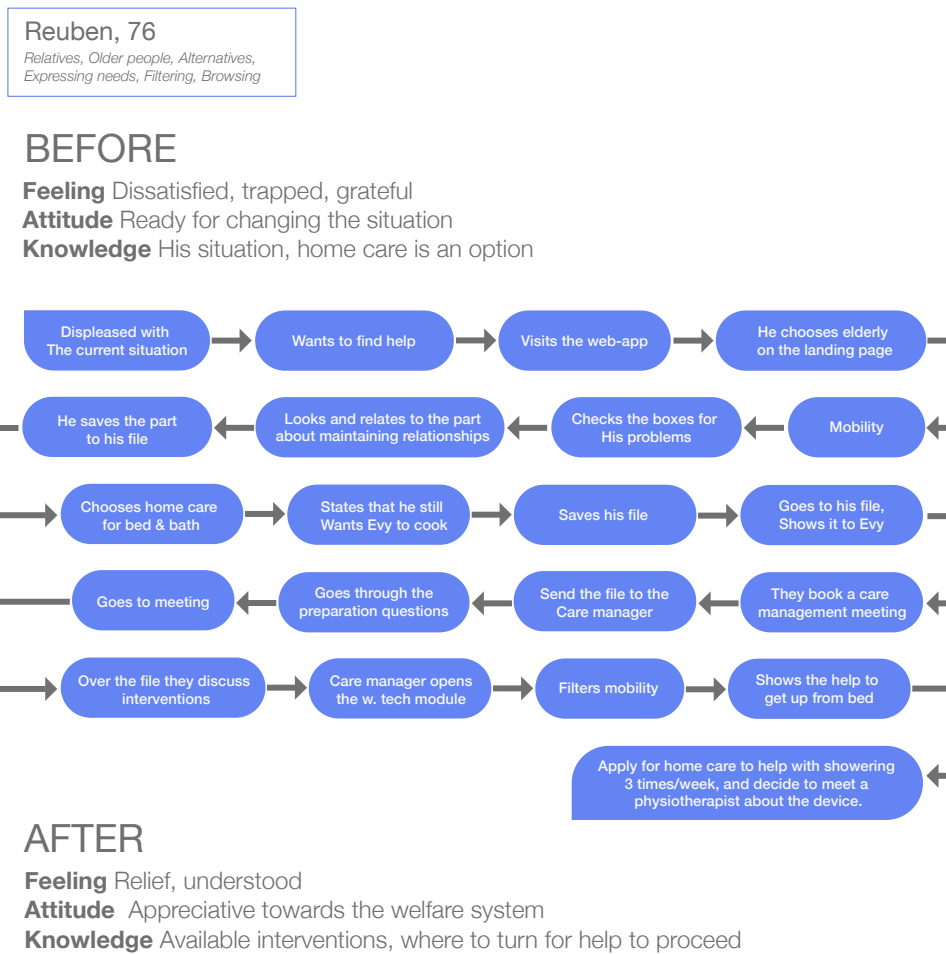 Reuben, 76
Relatives, Older people, Alternatives,
Expressing needs, Filtering, Browsing
BEFORE
Feeling Dissatisfied, trapped, grateful
Attitude Ready for changing the situation
Knowledge His situation, home care is an option
Displeased with
The current situation
Wants to find help
Visits the web-app
He chooses elderly
on the landing page
Mobility
Checks the boxes for
His problems
Looks and relates to the part
about maintaining relationships
He saves the part
to his file
Chooses home care
for bed & bath
States that he still
Wants Evy to cook
Saves his file
Goes to his file,
Shows it to Evy
They book a care
management meeting
Send the file to the
Care manager
Goes through the
preparation questions
Goes to meeting
Over the file they discuss
interventions
Care manager opens
the w. tech module
Filters mobility
Shows the help to
get up from bed
Apply for home care to help with showering
3 times/week, and decide to meet a
physiotherapist about the device.
AFTER
Feeling Relief, understood
Attitude Appreciative towards the welfare system
Knowledge Available interventions, where to turn for help to proceed